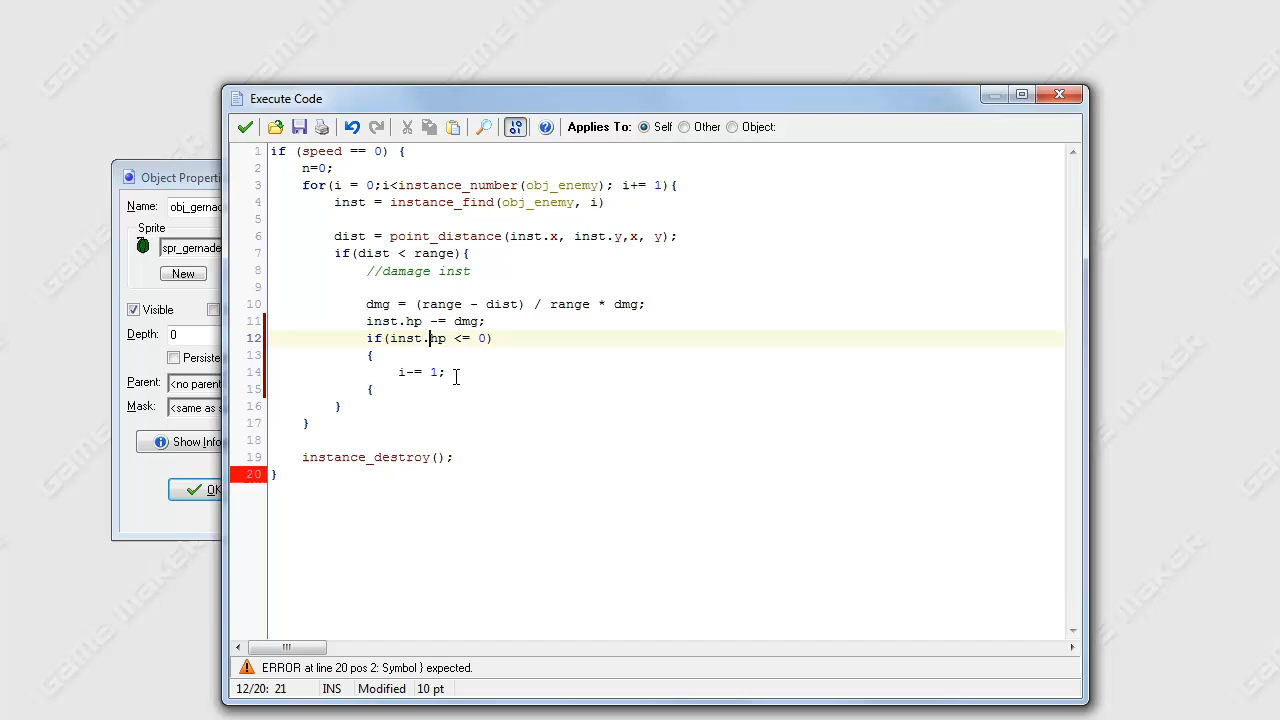 Execute Code
Applies To: Self Other Object:
Object Properti
Name: obj_gernad
Sprite
spr_gernade
New
Visible
Depth: 0
Persiste
Parent: <no parent
Mask: <same as s
Show Info
OK
1 if (speed == 0) {
2 n=0;
3 for(i = 0;i<instance_number(obj_enemy); i+= 1){
4 inst = instance_find(obj_enemy, i)
5
6 dist = point_distance(inst.x, inst.y,x, y);
7 if(dist < range){
8 //damage inst
9
10 dmg = (range - dist) / range * dmg;
11 inst.hp -= dmg;
12 if(inst.hp <= 0)
13 {
14 i-= 1;
15 {
16 }
17 }
18
19 instance_destroy();
20 }
ERROR at line 20 pos 2: Symbol } expected.
12/20: 21 INS Modified 10 pt